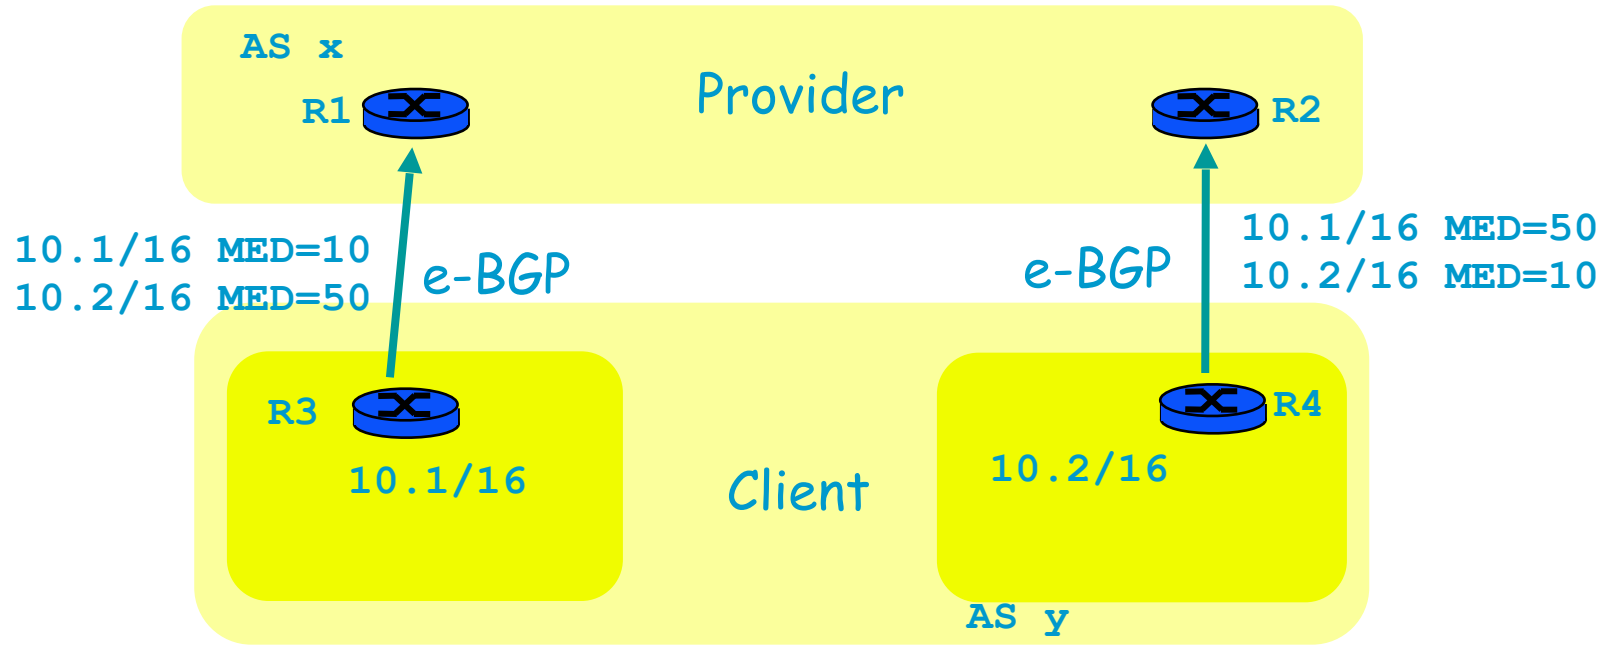 AS x
Provider
R1
R2
10.1/16 MED=10
10.2/16 MED=50
e-BGP
e-BGP
10.1/16 MED=50
10.2/16 MED=10
R3
10.1/16
Client
R4
10.2/16
AS y